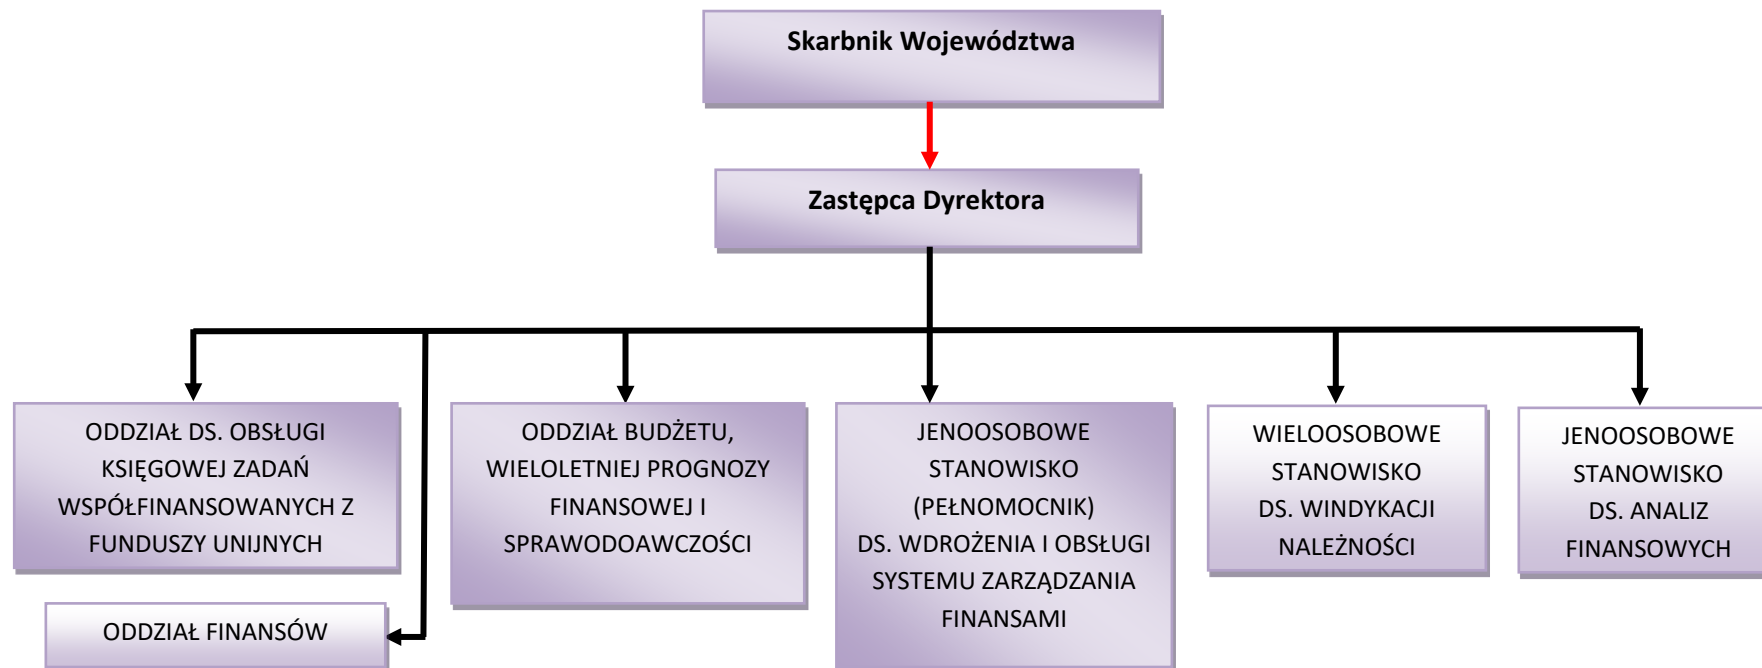 Skarbnik Województwa
Zastępca Dyrektora
ODDZIAŁ DS. OBSŁUGI
KSIĘGOWEJ ZADAŃ
WSPÓŁFINANSOWANYCH Z
FUNDUSZY UNIJNYCH
ODDZIAŁ BUDŻETU,
WIELOLETNIEJ PROGNOZY
FINANSOWEJ I
SPRAWODOAWCZOŚCI
JENOOSOBOWE
STANOWISKO
(PEŁNOMOCNIK)
DS. WDROŻENIA I OBSŁUGI
SYSTEMU ZARZĄDZANIA
FINANSAMI
WIELOOSOBOWE
STANOWISKO
DS. WINDYKACJI
NALEŻNOŚCI
JENOOSOBOWE
STANOWISKO
DS. ANALIZ
FINANSOWYCH
ODDZIAŁ FINANSÓW